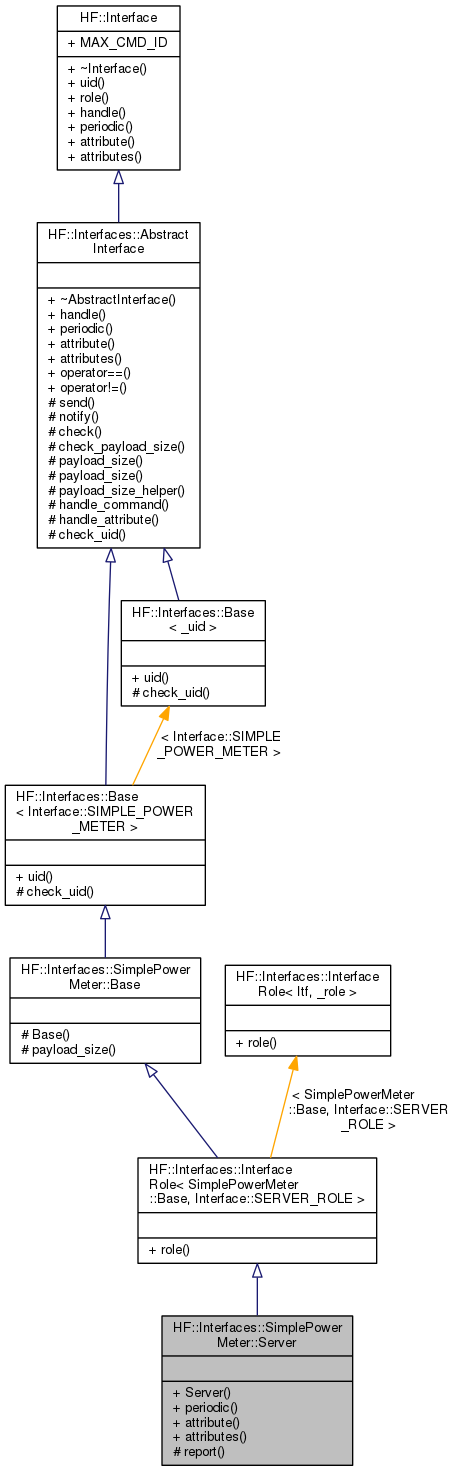 HF::Interface
+ MAX_CMD_ID
+ ~Interface()
+ uid()
+ role()
+ handle()
+ periodic()
+ attribute()
+ attributes()
HF::Interfaces::Abstract
Interface
+ ~AbstractInterface()
+ handle()
+ periodic()
+ attribute()
+ attributes()
+ operator==()
+ operator!=()
# send()
# notify()
# check()
# check_payload_size()
# payload_size()
# payload_size()
# payload_size_helper()
# handle_command()
# handle_attribute()
# check_uid()
HF::Interfaces::Base
< _uid >
+ uid()
# check_uid()
< Interface::SIMPLE
_POWER_METER >
HF::Interfaces::Base
< Interface::SIMPLE_POWER
_METER >
+ uid()
# check_uid()
HF::Interfaces::SimplePower
Meter::Base
# Base()
# payload_size()
HF::Interfaces::Interface
Role< Itf, _role >
+ role()
< SimplePowerMeter
::Base, Interface::SERVER
_ROLE >
HF::Interfaces::Interface
Role< SimplePowerMeter
::Base, Interface::SERVER_ROLE >
+ role()
HF::Interfaces::SimplePower
Meter::Server
+ Server()
+ periodic()
+ attribute()
+ attributes()
# report()